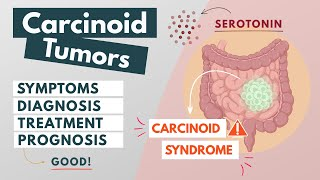 Carcinoid
Tumors
SEROTONIN
SYMPTOMS
DIAGNOSIS
TREATMENT
PROGNOSIS
GOOD!
CARCINOID
SYNDROME